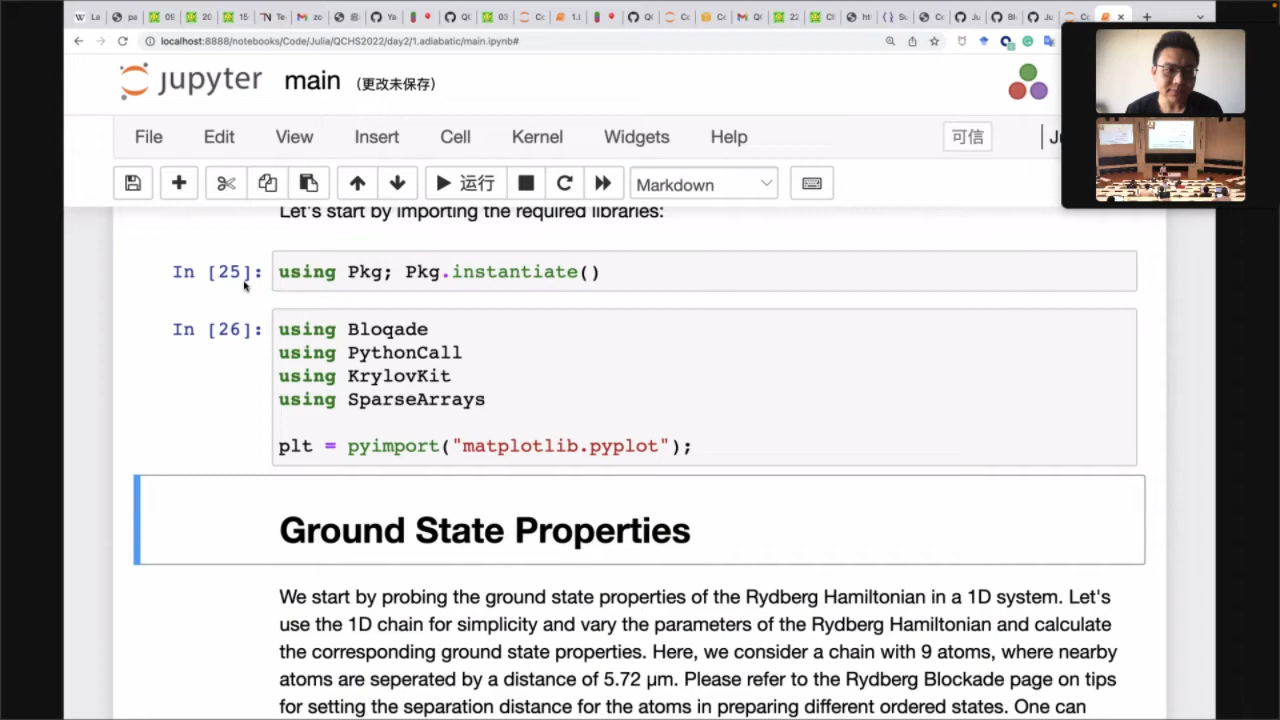 localhost:8888/notebooks/Code/Julia/QCHS2022/day2/1.adiabatic/main.ipynb#
jupyter main (更改未保存)
File Edit View Insert Cell Kernel Widgets Help 可信
运行 Markdown
Let's start by importing the required libraries:
In [25]: using Pkg; Pkg.instantiate()
In [26]: using Bloqade
using PythonCall
using KrylovKit
using SparseArrays
plt = pyimport("matplotlib.pyplot");
Ground State Properties
We start by probing the ground state properties of the Rydberg Hamiltonian in a 1D system. Let's
use the 1D chain for simplicity and vary the parameters of the Rydberg Hamiltonian and calculate
the corresponding ground state properties. Here, we consider a chain with 9 atoms, where nearby
atoms are seperated by a distance of 5.72 μm. Please refer to the Rydberg Blockade page on tips
for setting the separation distance for the atoms in preparing different ordered states. One can